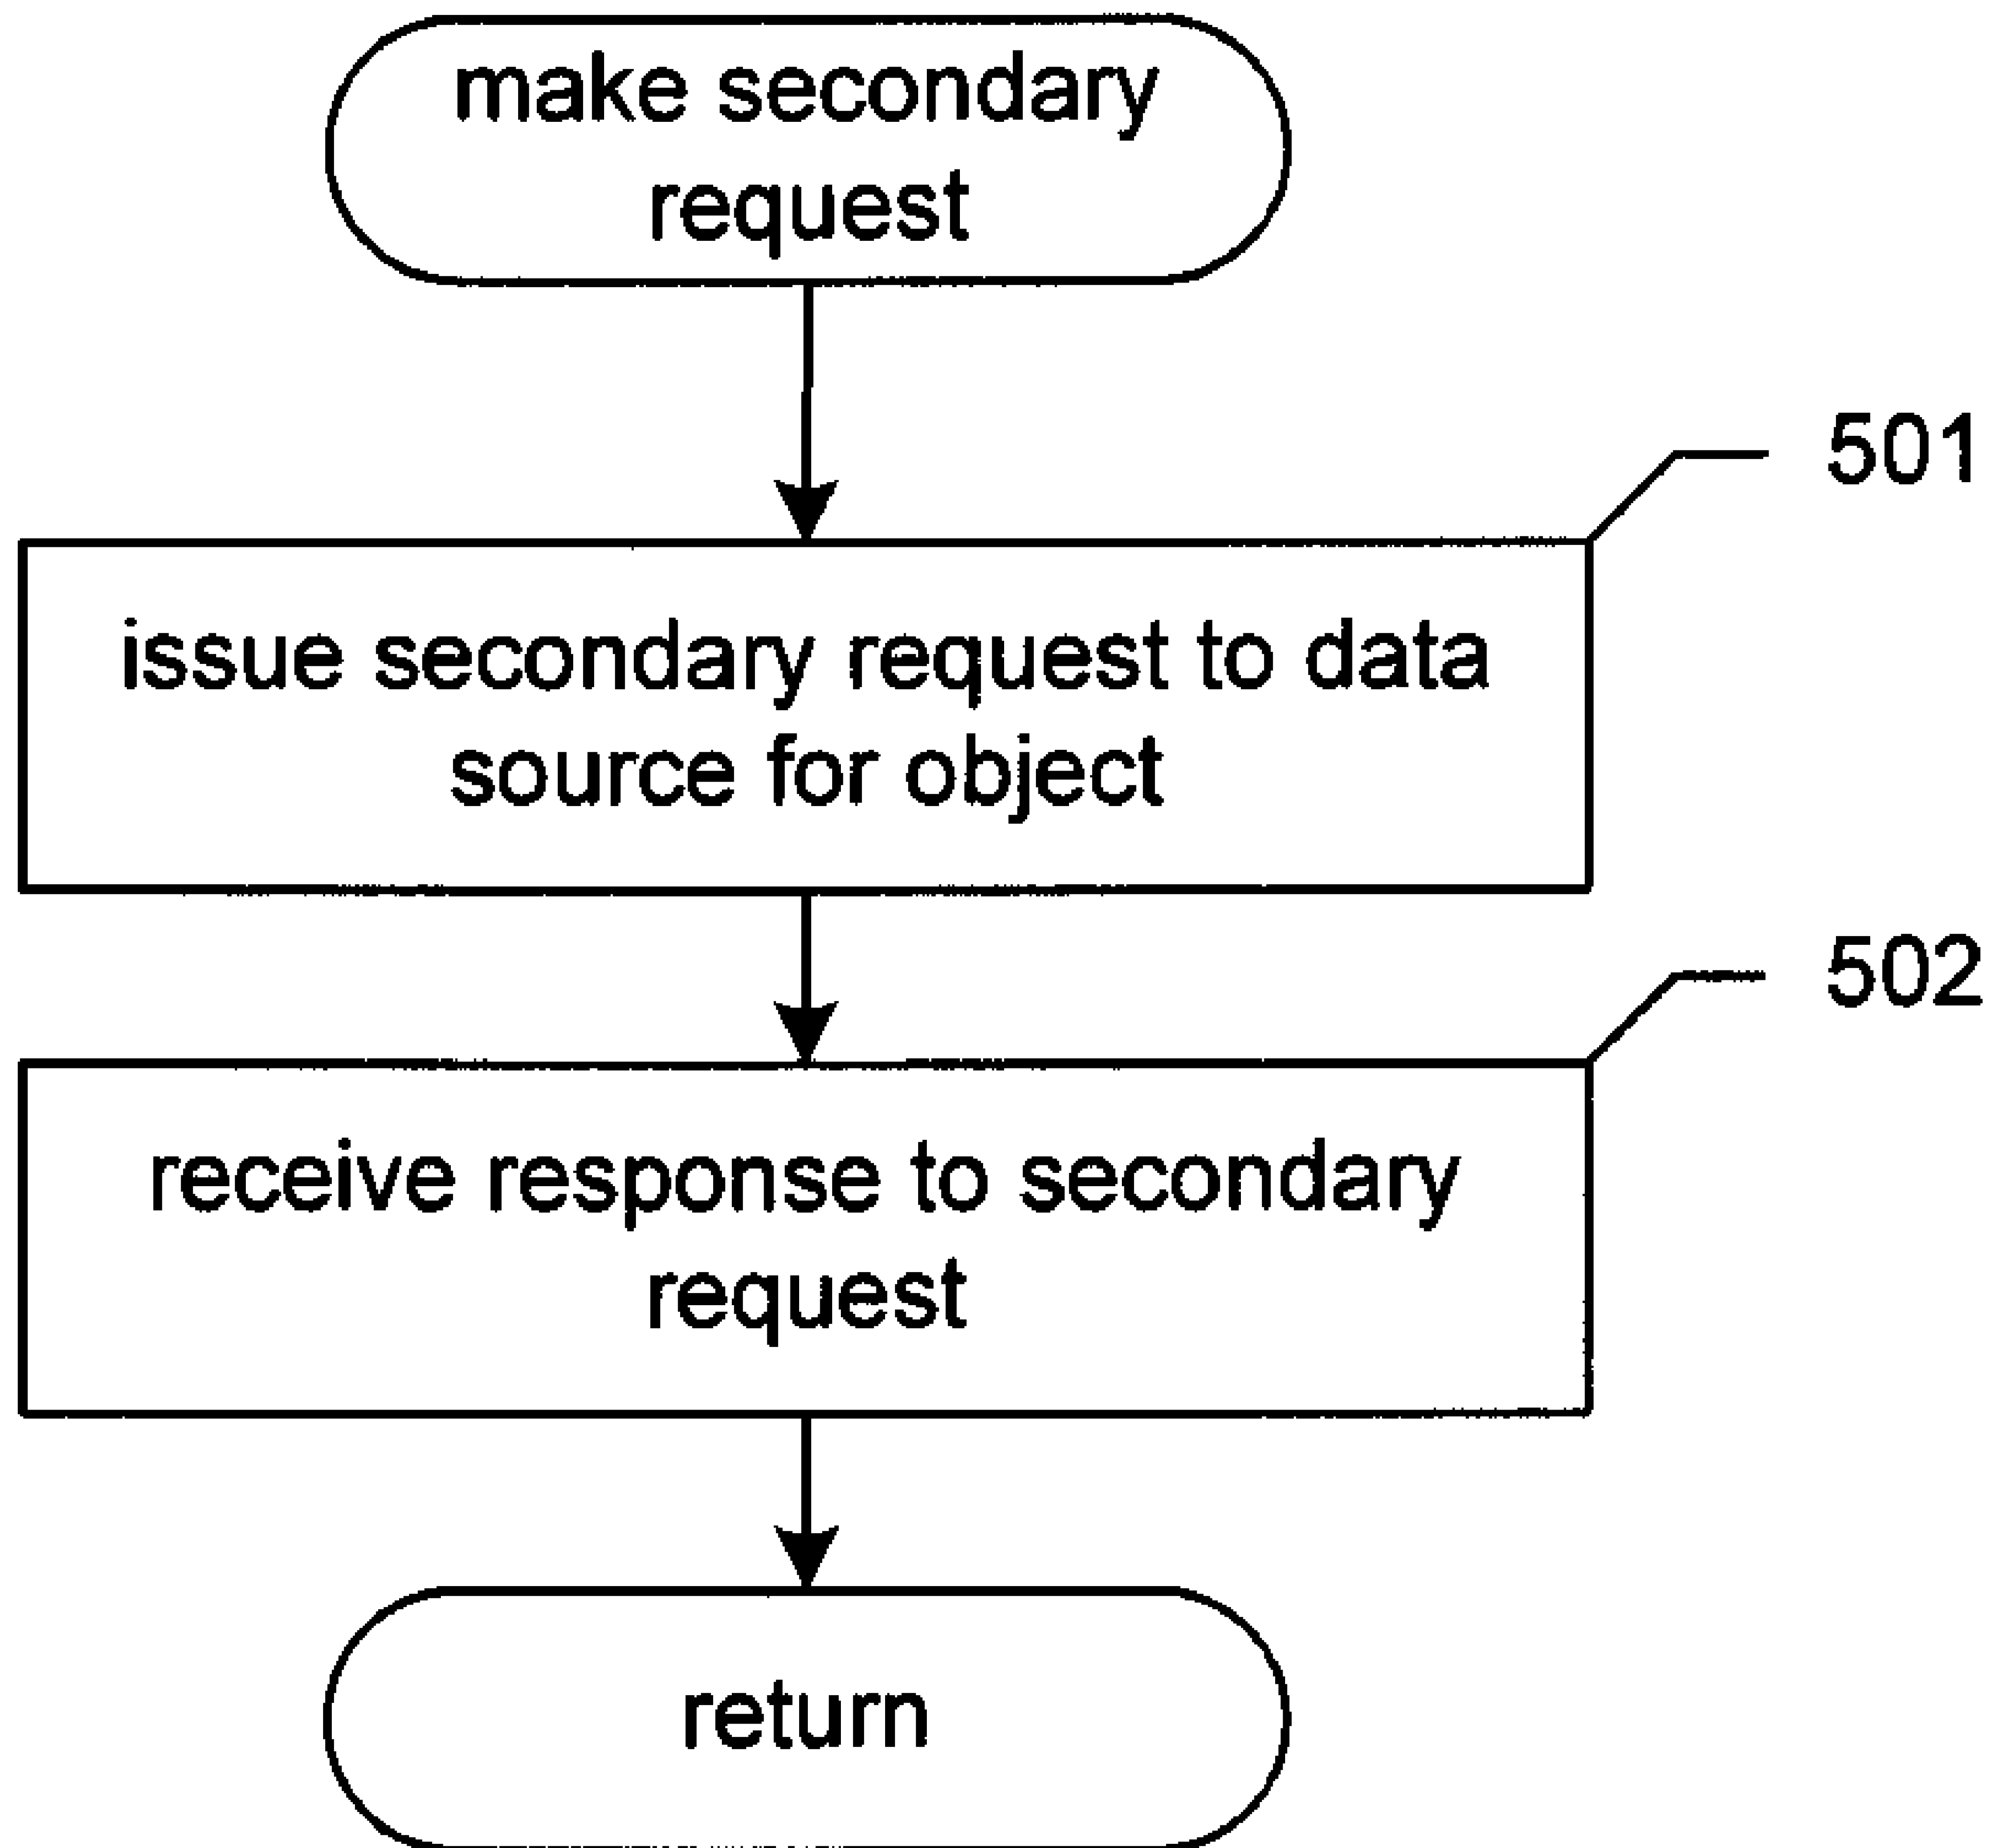 make secondary
request
501
issue secondary request to data
source for object
502
receive response to secondary
request
return